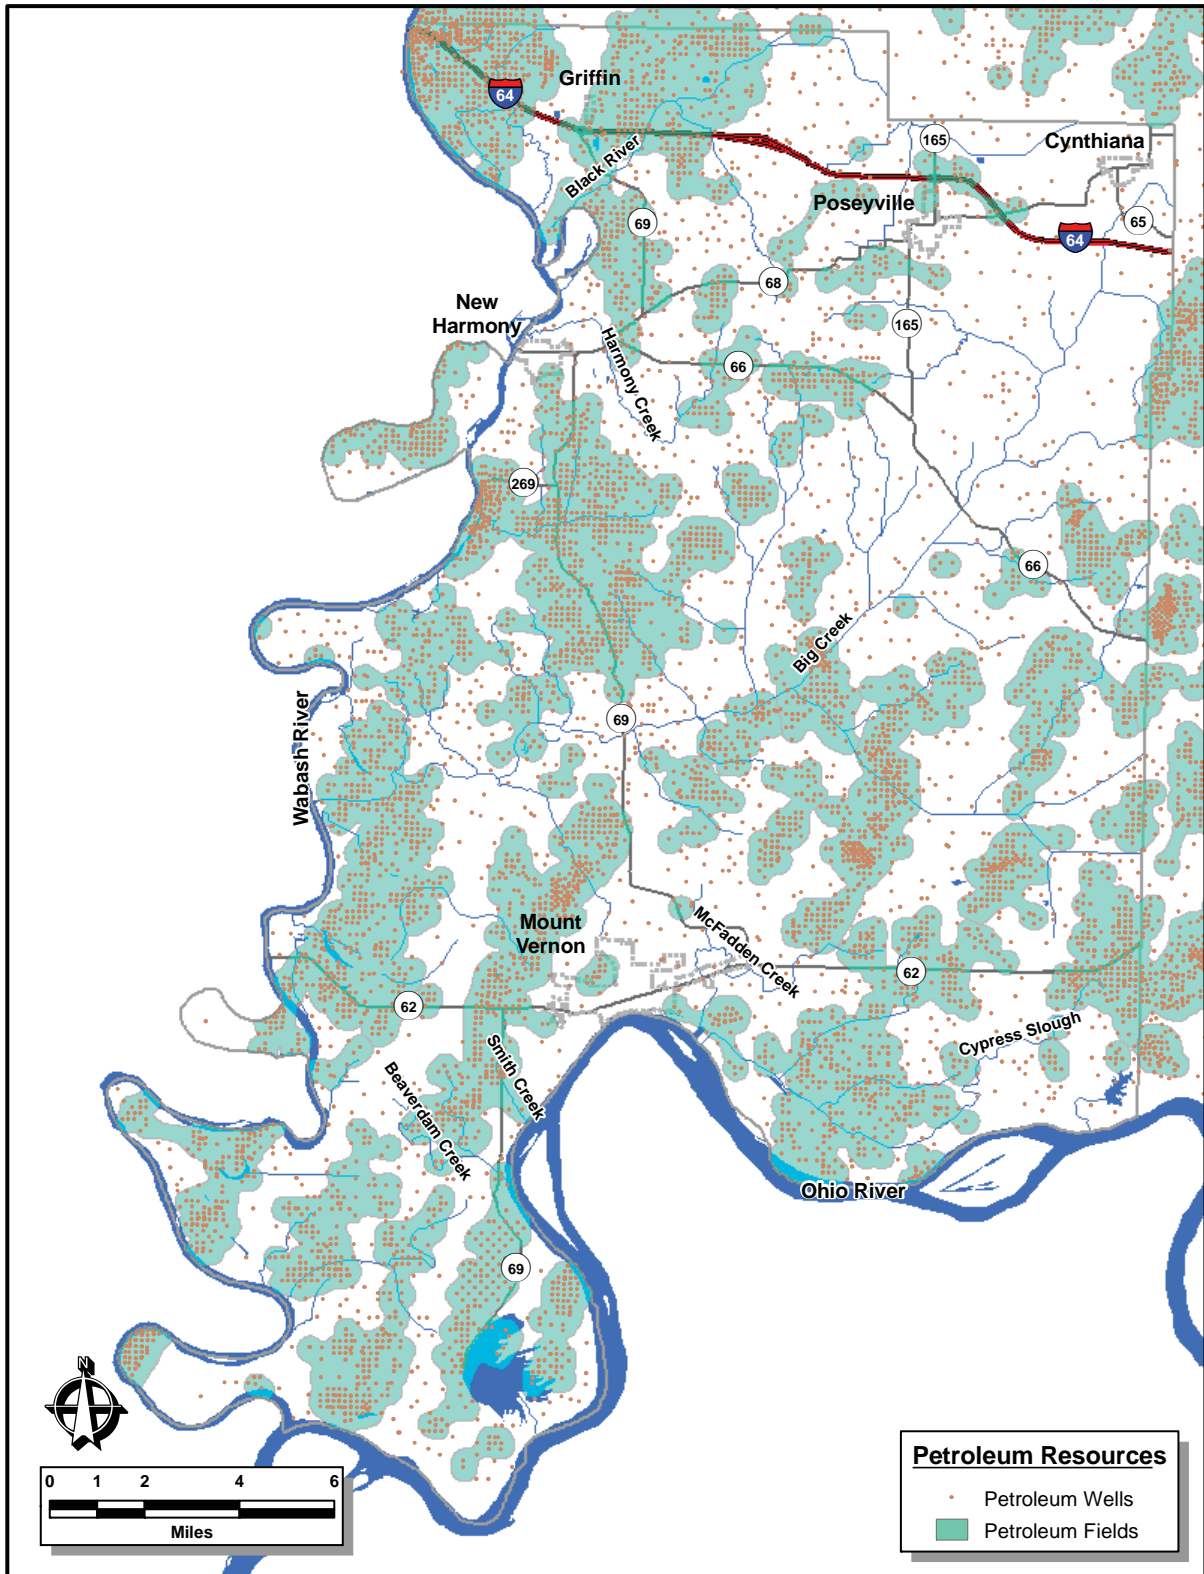 Griffin
64
Black River
165
Cynthiana
Poseyville
69
65
64
68
New
Harmony
165
Harmony Creek
66
269
66
Big Creek
Wabash River
69
Mount
Vernon
McFadden Creek
62
62
Cypress Slough
Smith Creek
Beaverdam Creek
Ohio River
69
N
0 1 2 4 6
Miles
Petroleum Resources
Petroleum Wells
Petroleum Fields